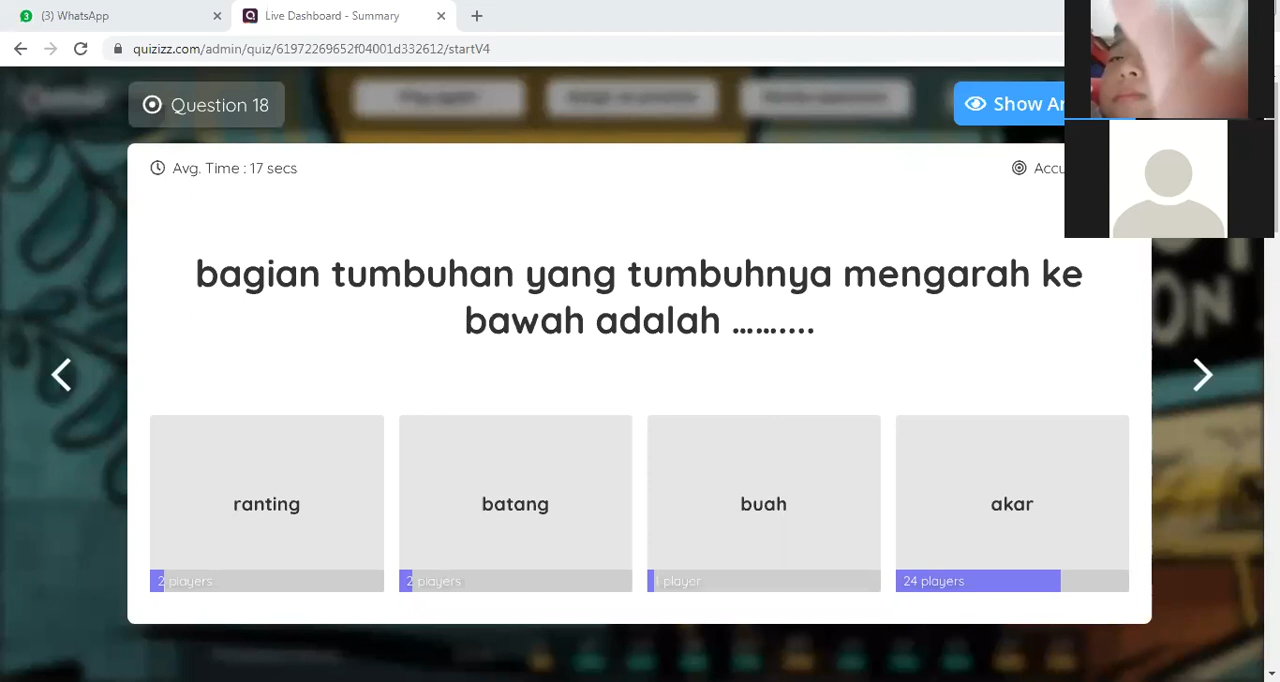 (3) WhatsApp
Live Dashboard - Summary
quizizz.com/admin/quiz/61972269652f04001d332612/startV4
Question 18
Show
Avg. Time : 17 secs
bagian tumbuhan yang tumbuhnya mengarah ke
bawah adalah ..........
ranting
batang
buah
akar
2 players
2 players
1 player
24 players